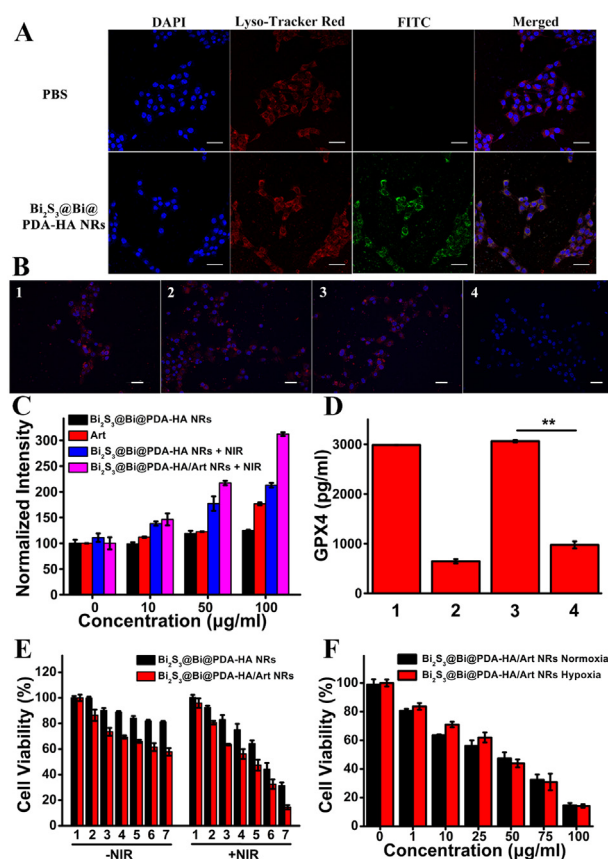 A
DAPI Lyso-Tracker Red FITC Merged
PBS
Bi₂S₃@Bi@
PDA-HA NRs
B
1 2 3 4
C
Normalized Intensity
300
250
200
150
100
50
0
Bi₂S₃@Bi@PDA-HA NRs
Art
Bi₂S₃@Bi@PDA-HA NRs + NIR
Bi₂S₃@Bi@PDA-HA/Art NRs + NIR
0 10 50 100
Concentration (μg/ml)
D
GPX4 (pg/ml)
3000
2000
1000
0
**
1 2 3 4
E
Cell Viability (%)
120
100
80
60
40
20
0
Bi₂S₃@Bi@PDA-HA NRs
Bi₂S₃@Bi@PDA-HA/Art NRs
1 2 3 4 5 6 7 1 2 3 4 5 6 7
-NIR +NIR
F
Cell Viability (%)
120
100
80
60
40
20
0
Bi₂S₃@Bi@PDA-HA/Art NRs Normoxia
Bi₂S₃@Bi@PDA-HA/Art NRs Hypoxia
0 1 10 25 50 75 100
Concentration (μg/ml)